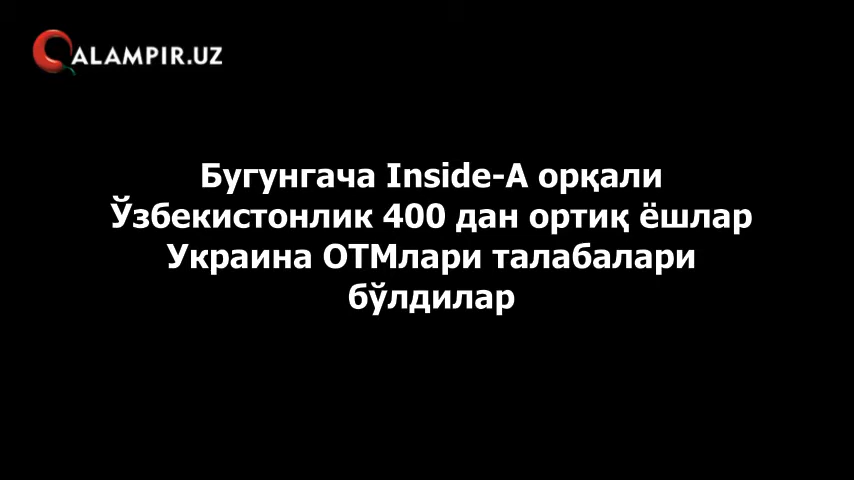 QALAMPIR.UZ
Бугунгача Inside-A орқали
Ўзбекистонлик 400 дан ортиқ ёшлар
Украина ОТМлари талабалари
бўлдилар